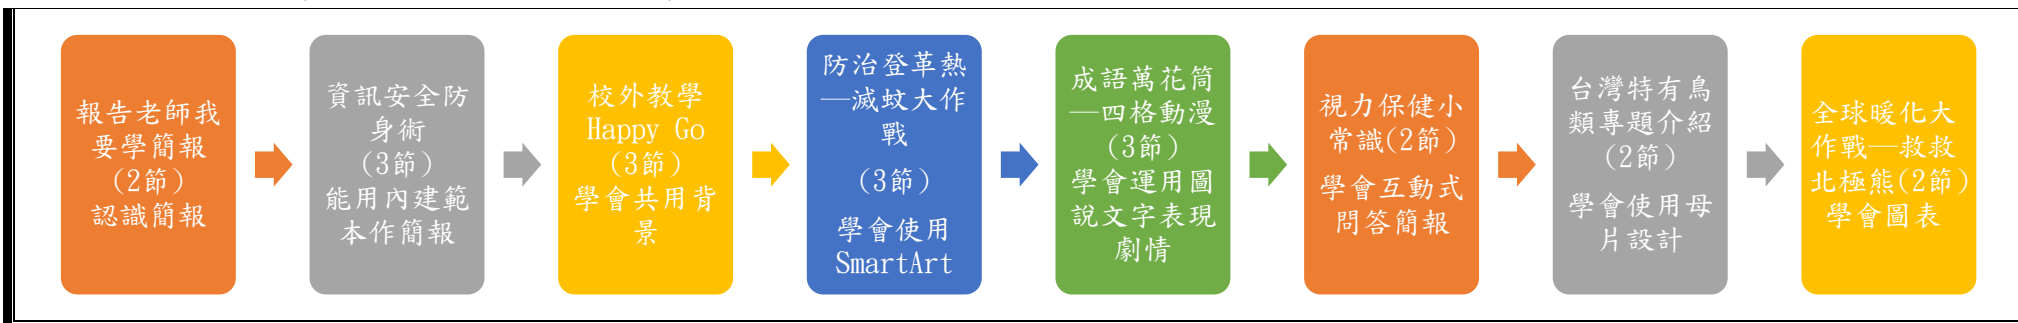 報告老師我
要學簡報
(2節)
認識簡報
資訊安全防
身術
(3節)
能用內建範
本作簡報
校外教學
Happy Go
(3節)
學會共用背
景
防治登革熱
—滅蚊大作
戰
(3節)
學會使用
SmartArt
成語萬花筒
—四格動漫
(3節)
學會運用圖
說文字表現
劇情
視力保健小
常識(2節)
學會互動式
問答簡報
台灣特有鳥
類專題介紹
(2節)
學會使用母
片設計
全球暖化大
作戰—救救
北極熊(2節)
學會圖表